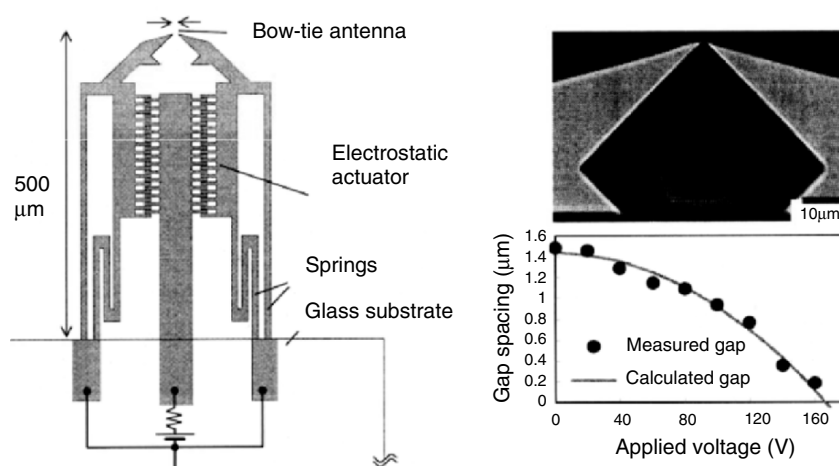 Bow-tie antenna
500
μm
Electrostatic
actuator
Springs
Glass substrate
10μm
Gap spacing (μm)
1.6
1.4
1.2
1
0.8
0.6
0.4
0.2
0
Measured gap
Calculated gap
0 40 80 120 160
Applied voltage (V)